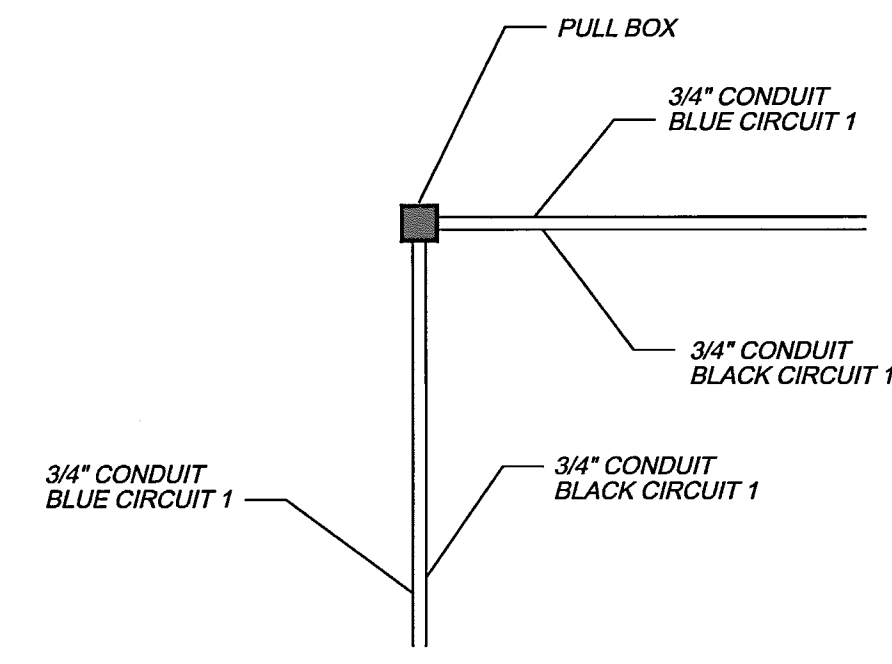 PULL BOX
3/4" CONDUIT
BLUE CIRCUIT 1
3/4" CONDUIT
BLACK CIRCUIT 1
3/4" CONDUIT
BLUE CIRCUIT 1
3/4" CONDUIT
BLACK CIRCUIT 1